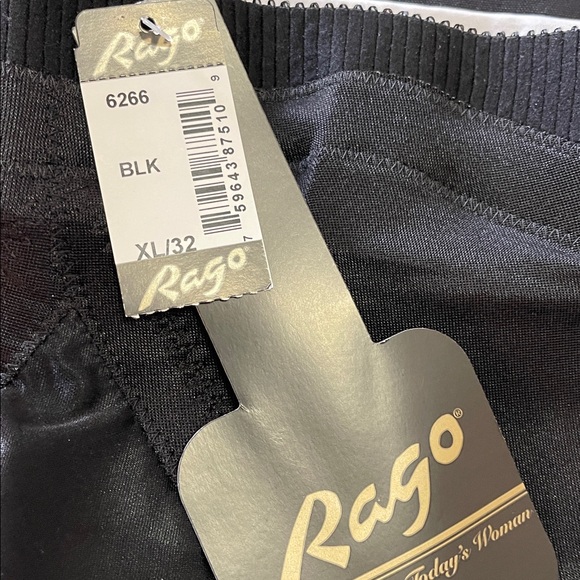 Rago
6266
BLK
XL/32
7 59643 87510 9
Rago
Rago®
Today's Woman